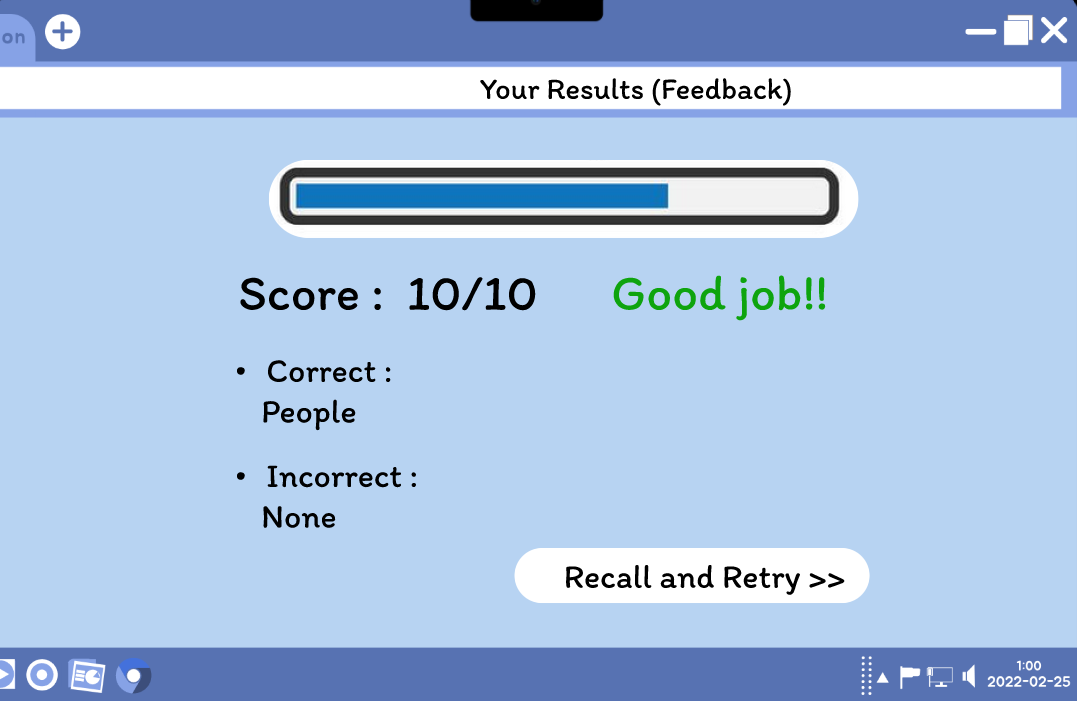 on
Your Results (Feedback)
Score : 10/10 Good job!!
• Correct :
People
• Incorrect :
None
Recall and Retry >>
1:00
2022-02-25